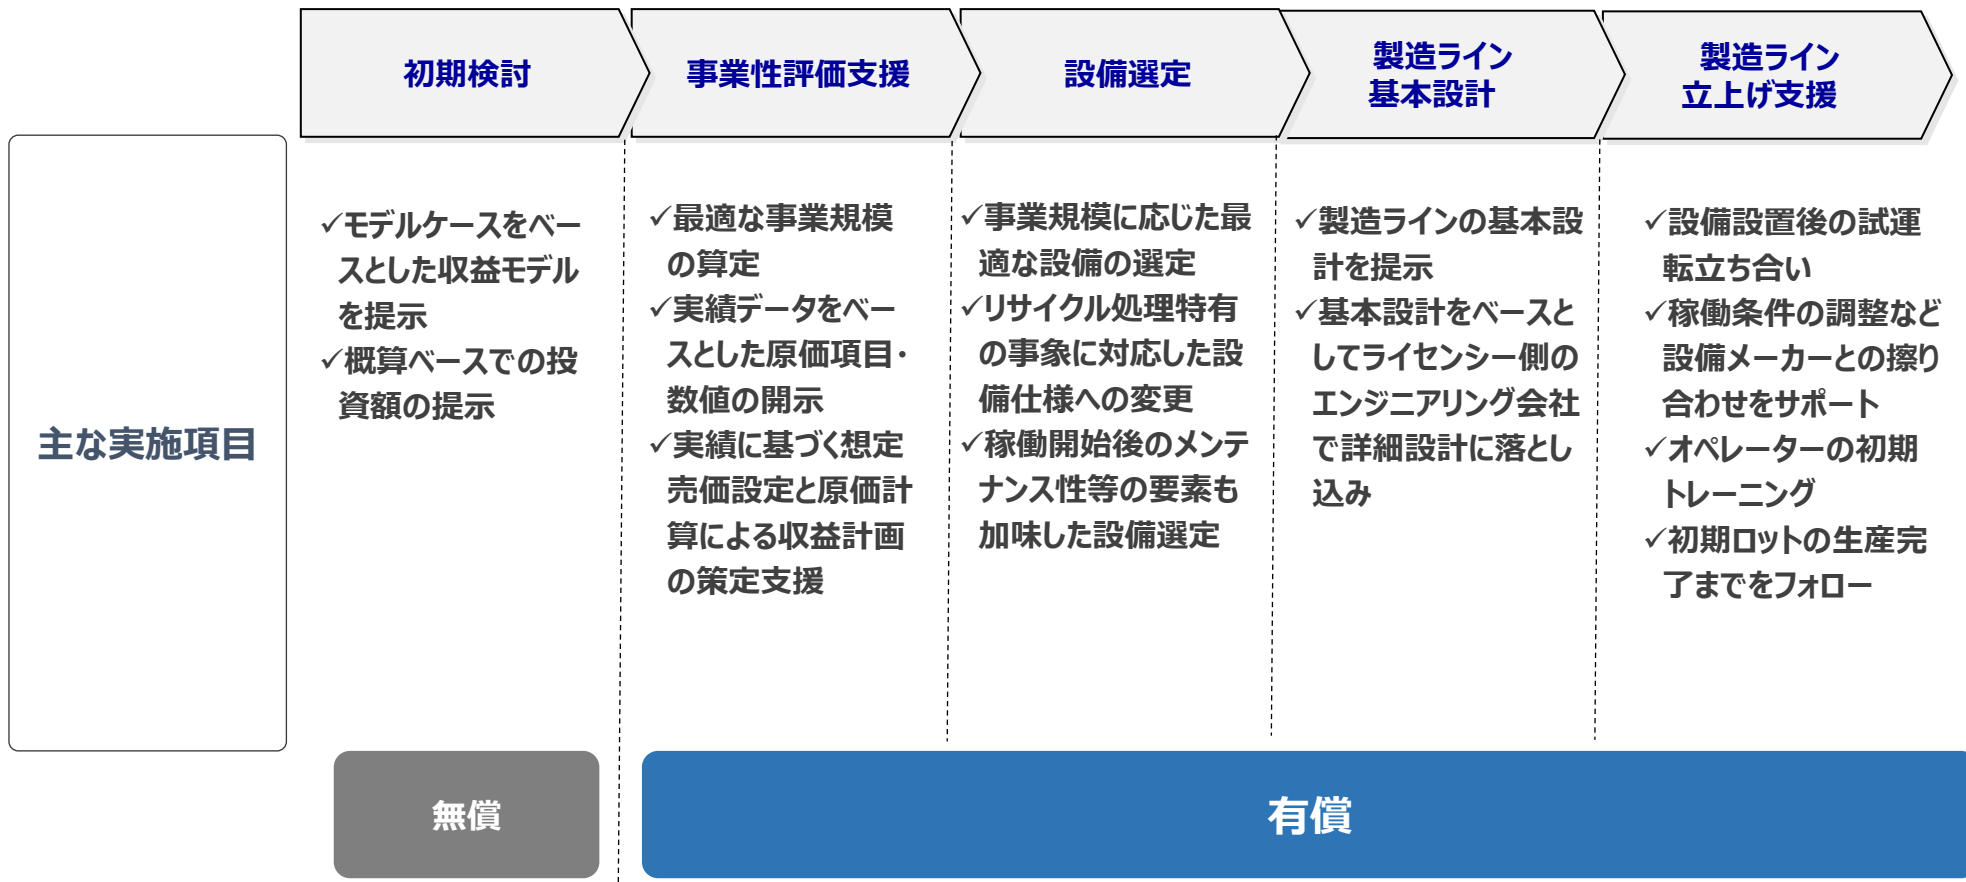 初期検討
事業性評価支援
設備選定
製造ライン
基本設計
製造ライン
立上げ支援
主な実施項目
✓モデルケースをベー
スとした収益モデル
を提示
✓概算ベースでの投
資額の提示
✓最適な事業規模
の算定
✓実績データをベー
スとした原価項目・
数値の開示
✓実績に基づく想定
売価設定と原価計
算による収益計画
の策定支援
✓事業規模に応じた最
適な設備の選定
✓リサイクル処理特有
の事象に対応した設
備仕様への変更
✓稼働開始後のメンテ
ナンス性等の要素も
加味した設備選定
✓製造ラインの基本設
計を提示
✓基本設計をベースと
してライセンシー側の
エンジニアリング会社
で詳細設計に落とし
込み
✓設備設置後の試運
転立ち合い
✓稼働条件の調整など
設備メーカーとの擦り
合わせをサポート
✓オペレーターの初期
トレーニング
✓初期ロットの生産完
了までをフォロー
無償
有償